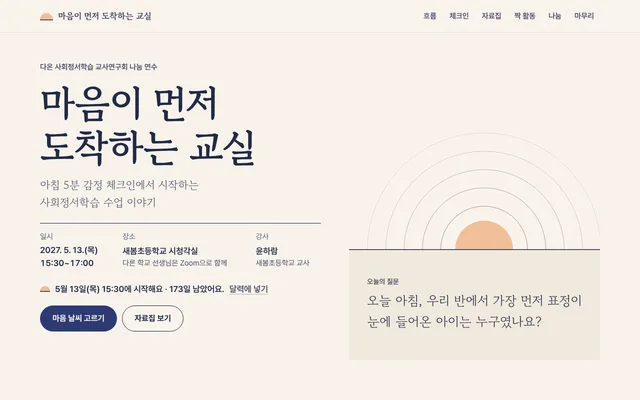 마음이 먼저 도착하는 교실
흐름 체크인 자료집 짝 활동 나눔 마무리
다온 사회정서학습 교사연구회 나눔 연수
마음이 먼저
도착하는 교실
아침 5분 감정 체크인에서 시작하는
사회정서학습 수업 이야기
일시
2027. 5. 13.(목)
15:30~17:00
장소
새봄초등학교 시청각실
다른 학교 선생님은 Zoom으로 함께
강사
윤하람
새봄초등학교 교사
5월 13일(목) 15:30에 시작해요 · 173일 남았어요. 달력에 넣기
마음 날씨 고르기 자료집 보기
오늘의 질문
오늘 아침, 우리 반에서 가장 먼저 표정이
눈에 들어온 아이는 누구였나요?